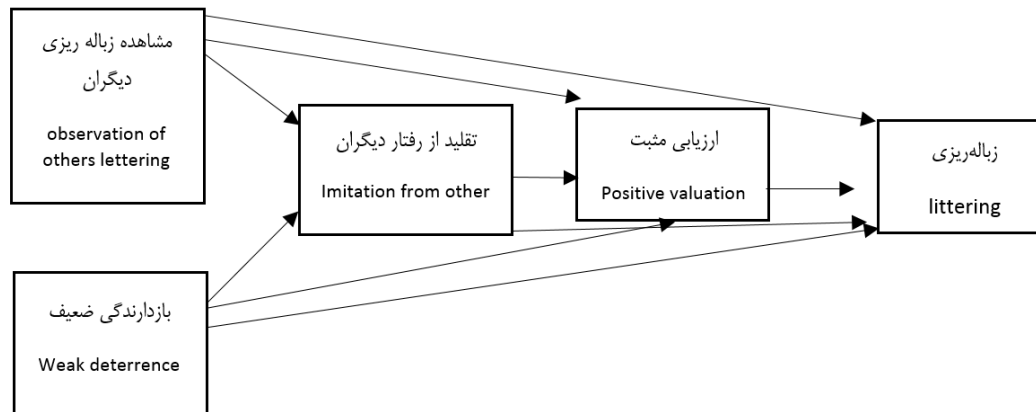 مشاهده زباله ریزی
دیگران
observation of
others lettering
تقلید از رفتار دیگران
Imitation from other
ارزیابی مثبت
Positive valuation
زباله‌ریزی
littering
بازدارندگی ضعیف
Weak deterrence